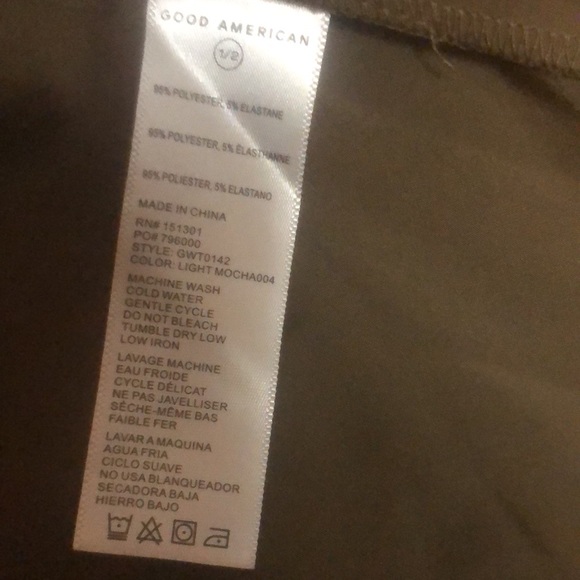 GOOD AMERICAN
1/2
95% POLYESTER, 5% ELASTANE
95% POLYESTER, 5% ELASTHANNE
95% POLIESTER, 5% ELASTANO
MADE IN CHINA
RN# 151301
PO# 796000
STYLE: GWT0142
COLOR: LIGHT MOCHA004
MACHINE WASH
COLD WATER
GENTLE CYCLE
DO NOT BLEACH
TUMBLE DRY LOW
LOW IRON
LAVAGE MACHINE
EAU FROIDE
CYCLE DÉLICAT
NE PAS JAVELLISER
SÈCHE-MÊME BAS
FAIBLE FER
LAVAR A MAQUINA
AGUA FRIA
CICLO SUAVE
NO USA BLANQUEADOR
SECADORA BAJA
HIERRO BAJO